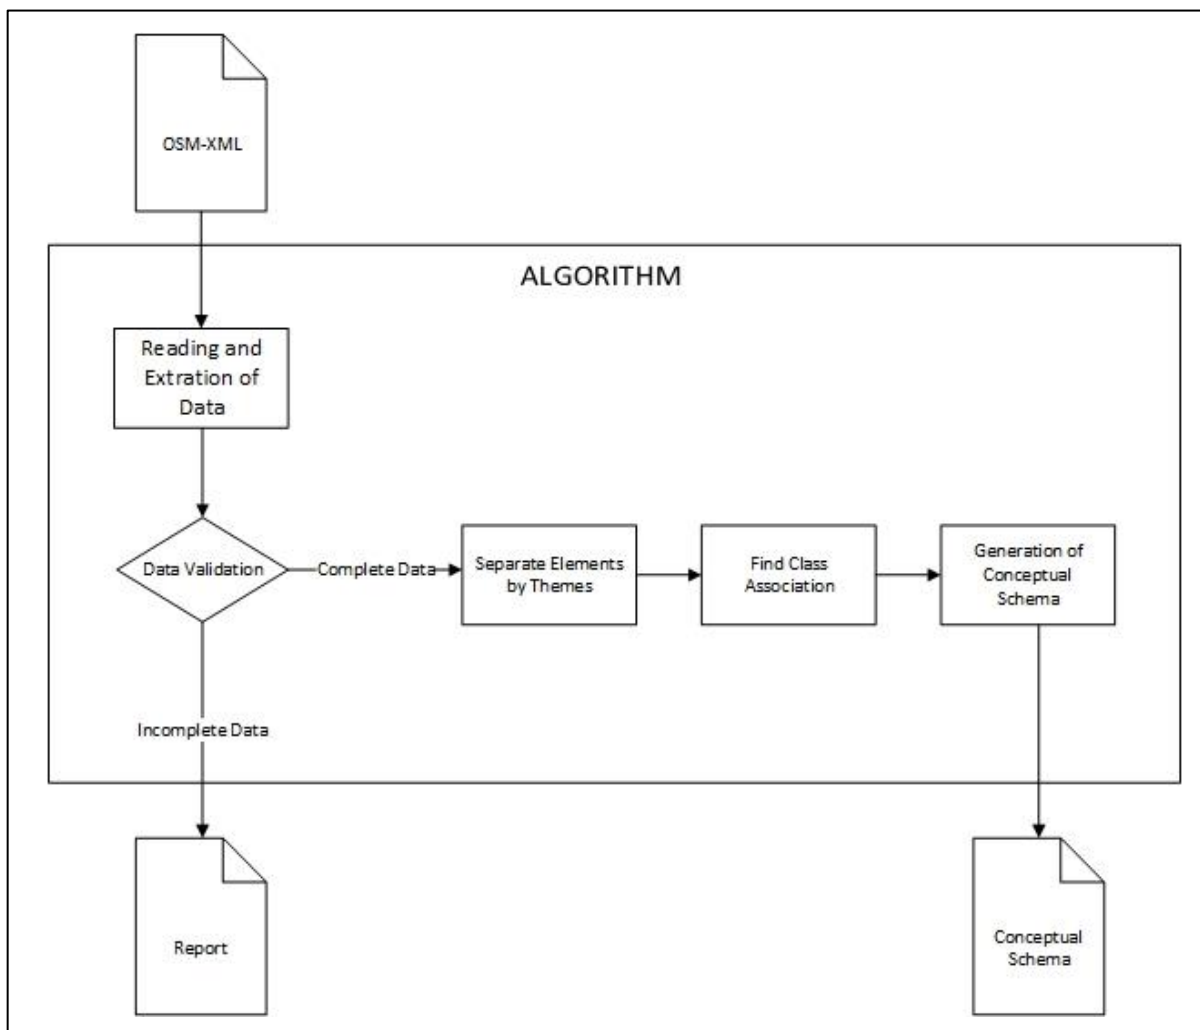 OSM-XML
ALGORITHM
Reading and
Extration of
Data
Data Validation
Complete Data
Separate Elements
by Themes
Find Class
Association
Generation of
Conceptual
Schema
Incomplete Data
Report
Conceptual
Schema